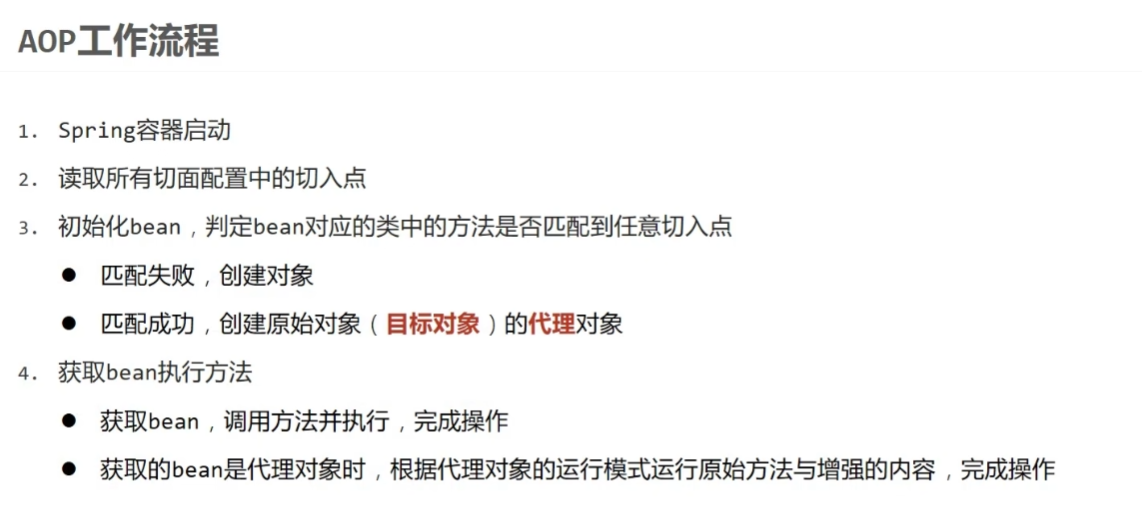 AOP工作流程
1. Spring容器启动
2. 读取所有切面配置中的切入点
3. 初始化bean，判定bean对应的类中的方法是否匹配到任意切入点
● 匹配失败，创建对象
● 匹配成功，创建原始对象（目标对象）的代理对象
4. 获取bean执行方法
● 获取bean，调用方法并执行，完成操作
● 获取的bean是代理对象时，根据代理对象的运行模式运行原始方法与增强的内容，完成操作